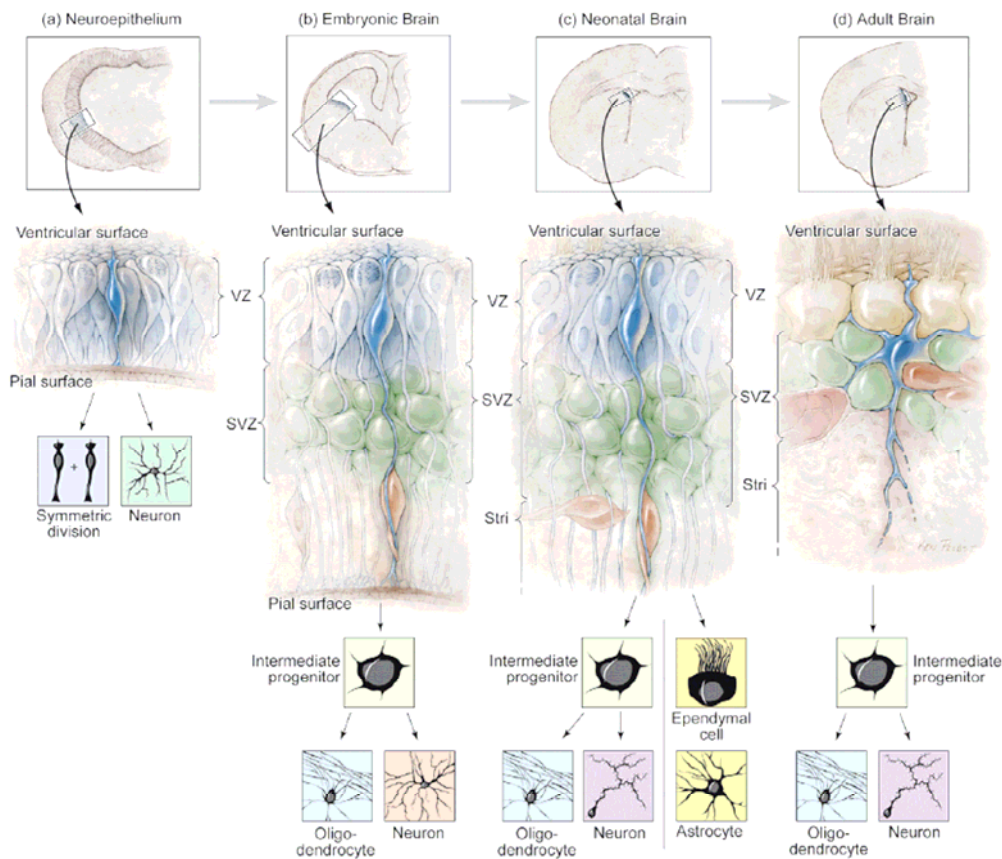 (a) Neuroepithelium
(b) Embryonic Brain
(c) Neonatal Brain
(d) Adult Brain
Ventricular surface
Ventricular surface
Ventricular surface
Ventricular surface
VZ
VZ
VZ
Pial surface
SVZ
SVZ
SVZ
Stri
Stri
Symmetric
division
Neuron
Pial surface
Intermediate
progenitor
Intermediate
progenitor
Ependymal
cell
Intermediate
progenitor
Oligo-
dendrocyte
Neuron
Oligo-
dendrocyte
Neuron
Astrocyte
Oligo-
dendrocyte
Neuron